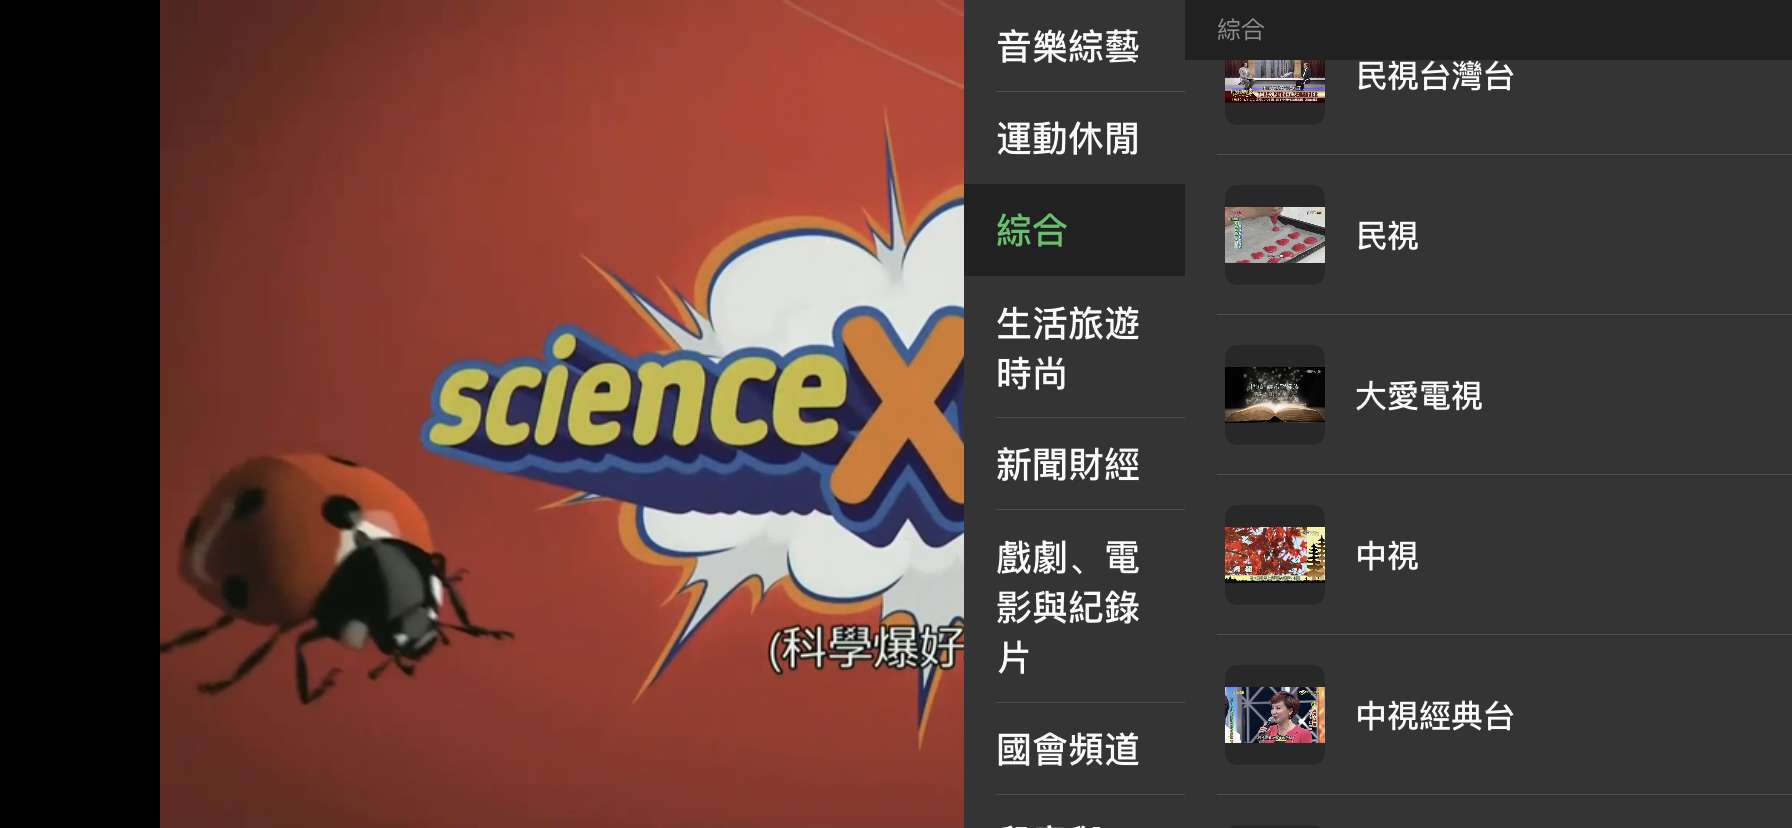 scienceX
(科學爆好
音樂綜藝
運動休閒
綜合
生活旅遊
時尚
新聞財經
戲劇、電
影與紀錄
片
國會頻道
綜合
民視台灣台
民視
大愛電視
中視
中視經典台